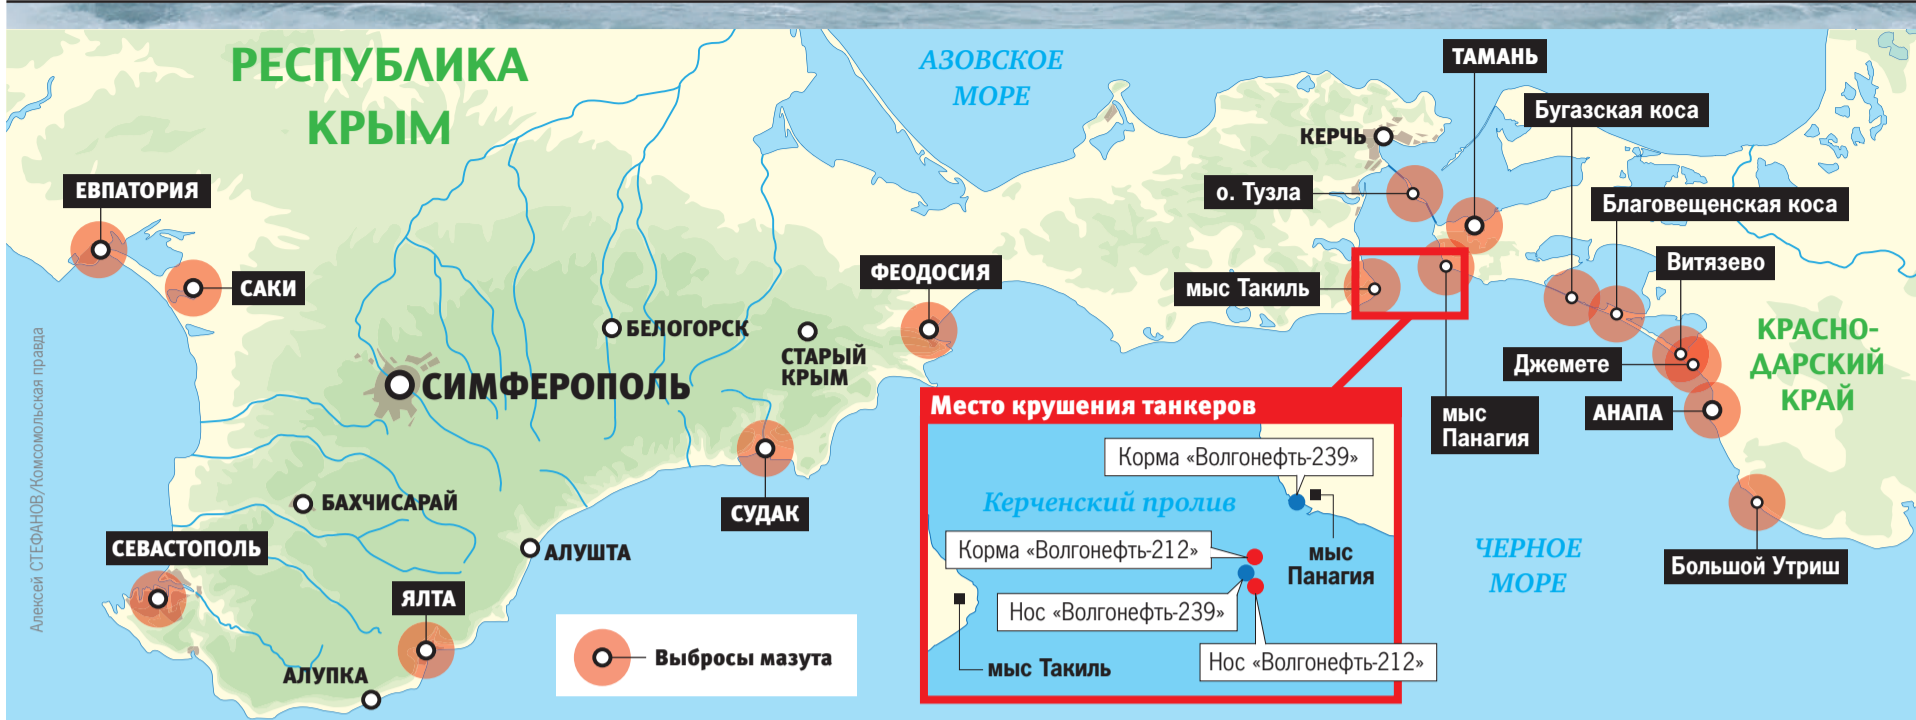 РЕСПУБЛИКА
КРЫМ
АЗОВСКОЕ
МОРЕ
ТАМАНЬ
Бугазская коса
КЕРЧЬ
о. Тузла
Благовещенская коса
ЕВПАТОРИЯ
САКИ
ФЕОДОСИЯ
мыс Такиль
Витязево
БЕЛОГОРСК
СТАРЫЙ
КРЫМ
СИМФЕРОПОЛЬ
Джемете
КРАСНО-
ДАРСКИЙ
КРАЙ
АНАПА
мыс
Панагия
Место крушения танкеров
Корма «Волгонефть-239»
Керченский пролив
Корма «Волгонефть-212»
мыс
Панагия
Нос «Волгонефть-239»
Нос «Волгонефть-212»
мыс Такиль
СУДАК
БАХЧИСАРАЙ
СЕВАСТОПОЛЬ
АЛУШТА
ЯЛТА
АЛУПКА
Выбросы мазута
ЧЕРНОЕ
МОРЕ
Большой Утриш
Алексей СТЕФАНОВ/Комсомольская правда